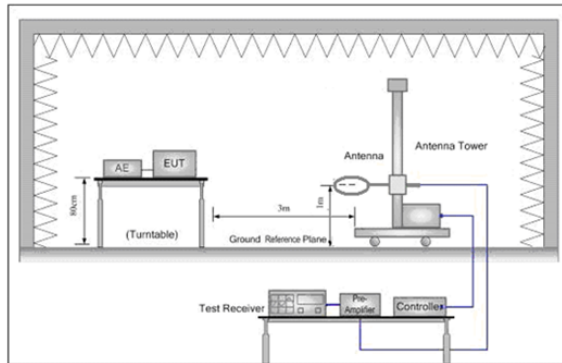 Antenna Tower
Antenna
AE
EUT
80cm
(Turntable)
3m
1m
Ground Reference Plane
Test Receiver
Pre-
Amplifier
Controller